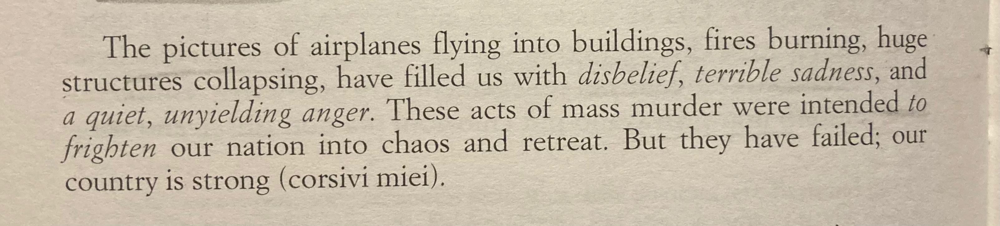 The pictures of airplanes flying into buildings, fires burning, huge
structures collapsing, have filled us with disbelief, terrible sadness, and
a quiet, unyielding anger. These acts of mass murder were intended to
frighten our nation into chaos and retreat. But they have failed; our
country is strong (corsivi miei).